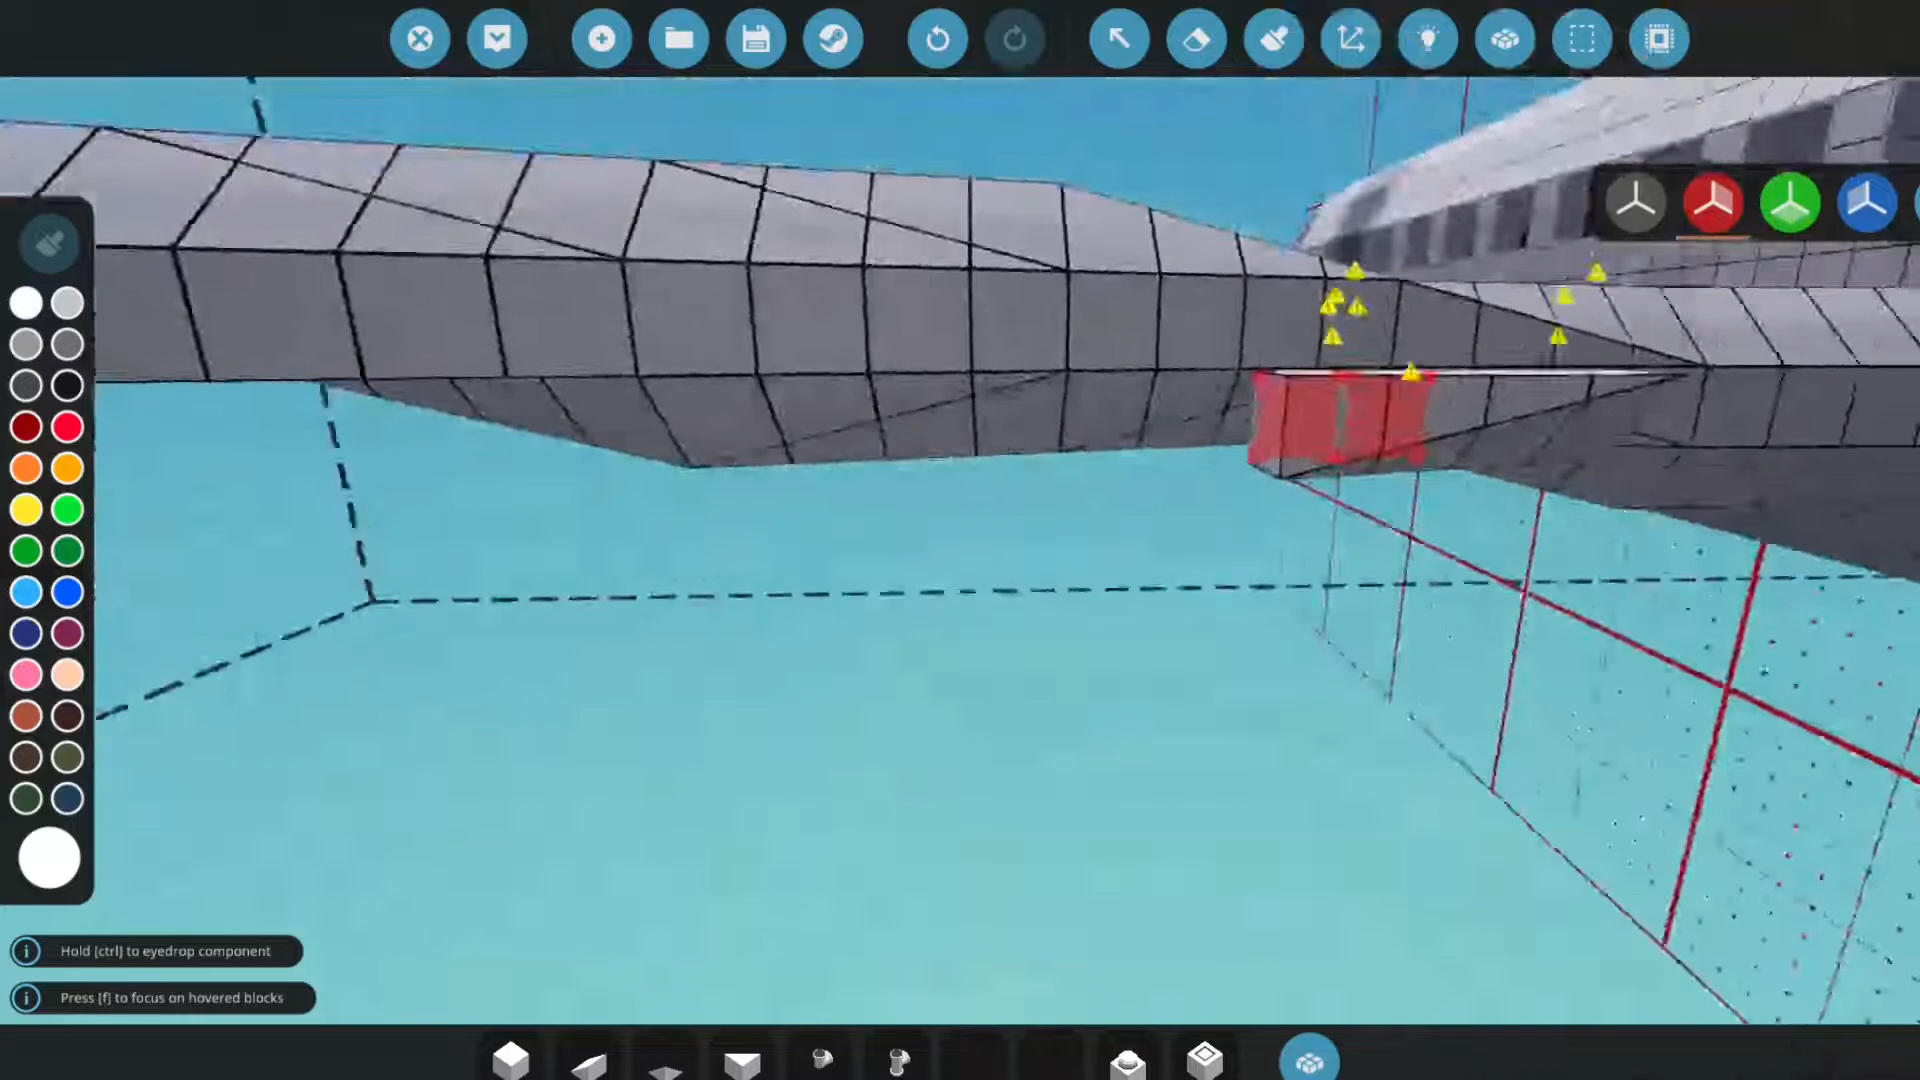 Hold [ctrl] to eyedrop component
Press [f] to focus on hovered blocks